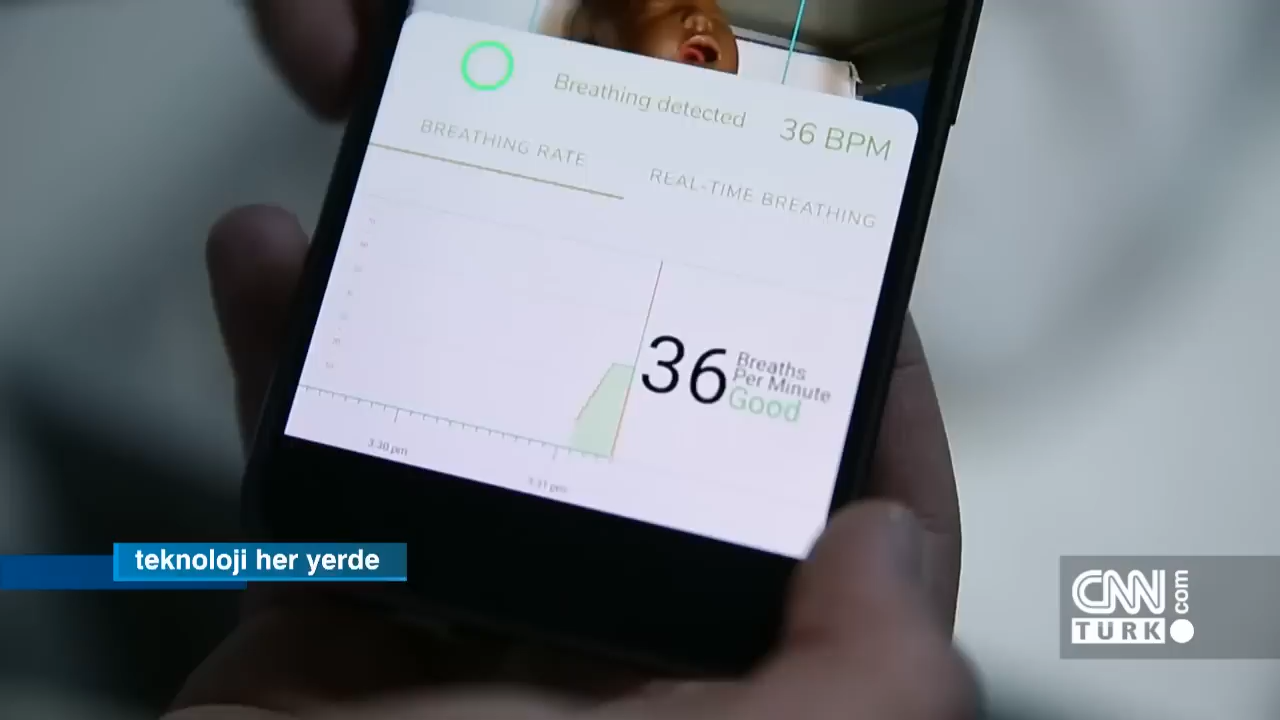 Breathing detected
36 BPM
BREATHING RATE
REAL-TIME BREATHING
36
Breaths
Per Minute
Good
3:30 pm
3:31 pm
teknoloji her yerde
CNN
TURK
.com